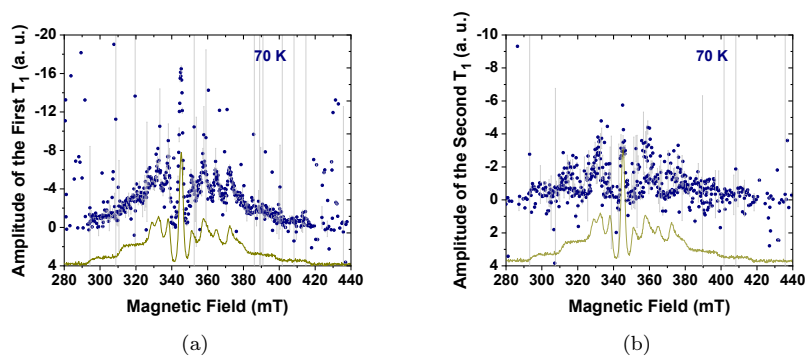 -20
-16
-12
-8
-4
0
4
280 300 320 340 360 380 400 420 440
Amplitude of the First T1 (a. u.)
Magnetic Field (mT)
70 K
(a)
-10
-8
-6
-4
-2
0
2
4
280 300 320 340 360 380 400 420 440
Amplitude of the Second T1 (a. u.)
Magnetic Field (mT)
70 K
(b)